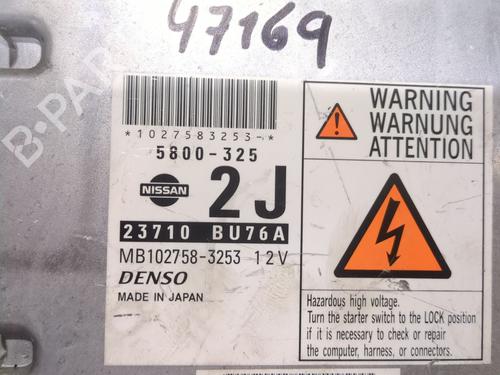 47169
B-PARTS
*1027583253-*
5800-325
NISSAN
2J
23710 BU76A
MB102758-3253 12V
DENSO
MADE IN JAPAN
WARNING
WARNUNG
ATTENTION
Hazardous high voltage.
Turn the starter switch to the LOCK position
if it is necessary to check or repair
the computer, harness, or connectors.